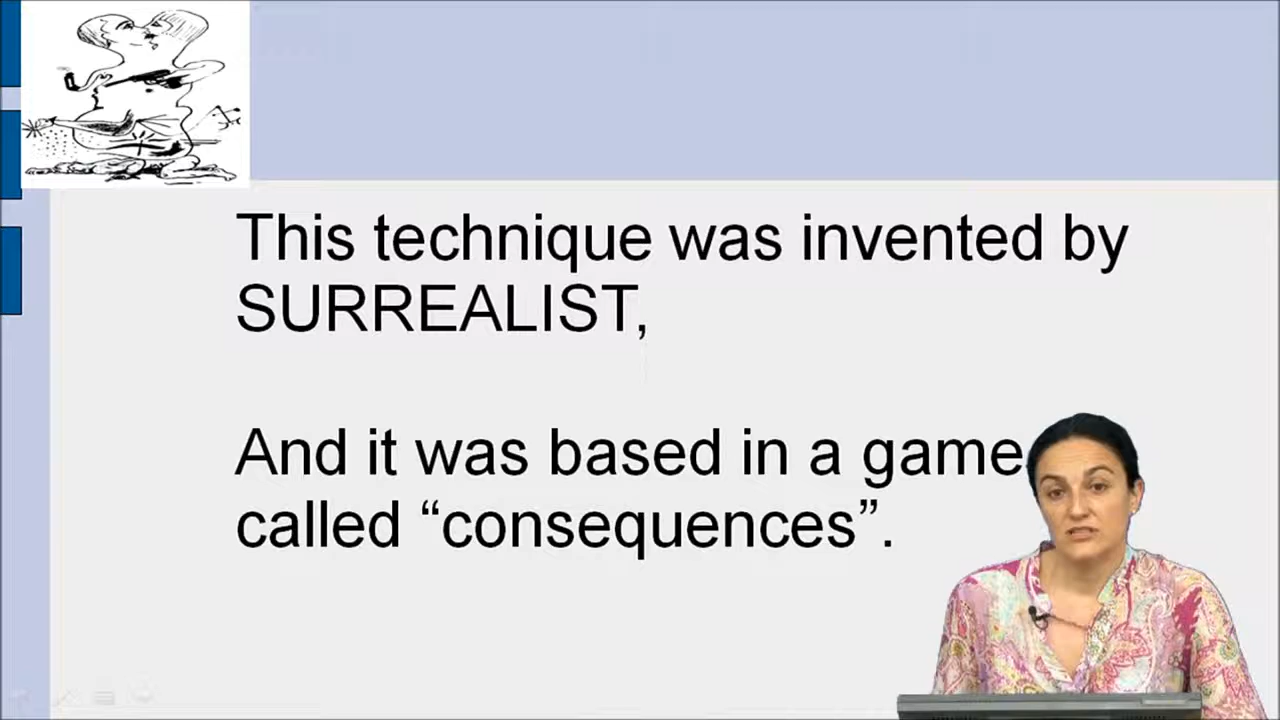 This technique was invented by
SURREALIST,
And it was based in a game
called “consequences”.